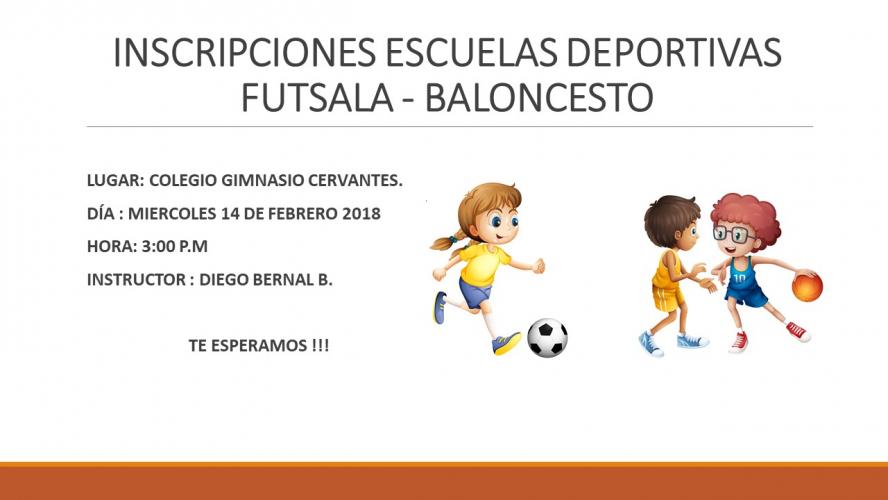 INSCRIPCIONES ESCUELAS DEPORTIVAS
FUTSALA - BALONCESTO
LUGAR: COLEGIO GIMNASIO CERVANTES.
DÍA : MIERCOLES 14 DE FEBRERO 2018
HORA: 3:00 P.M
INSTRUCTOR : DIEGO BERNAL B.
10
TE ESPERAMOS !!!